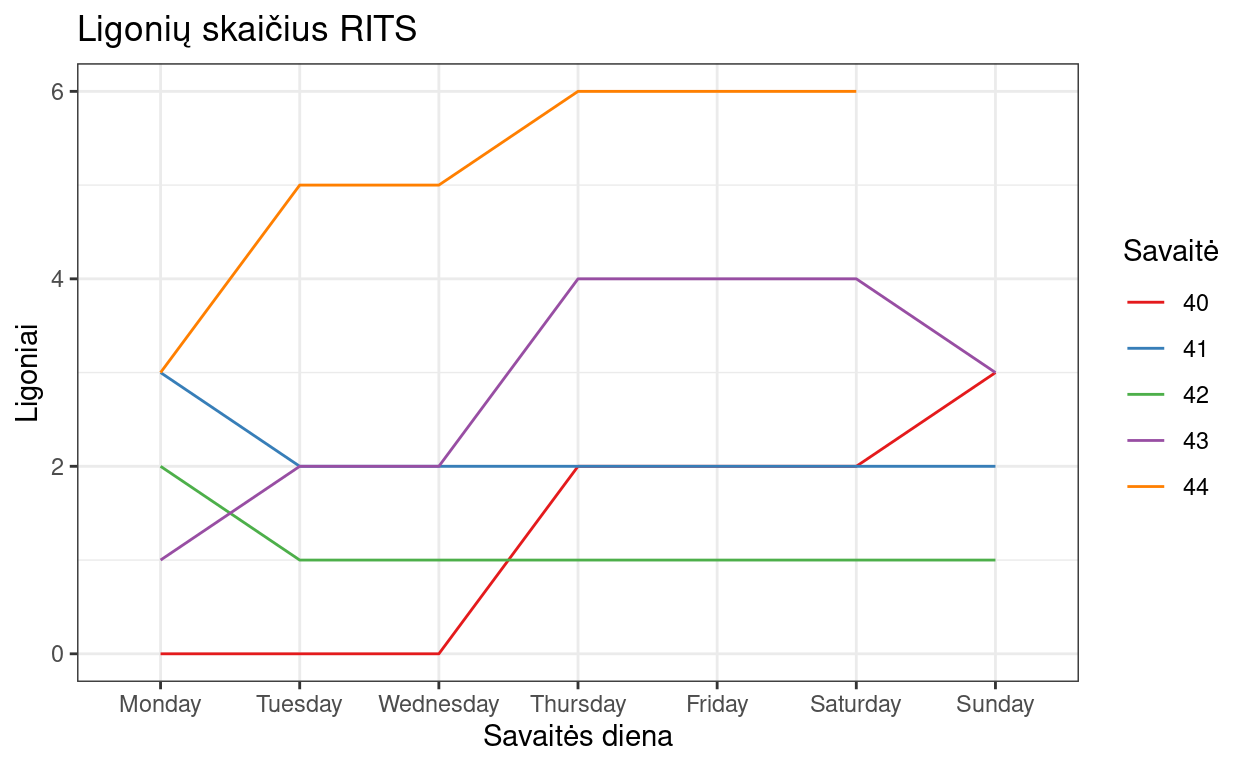 Ligonių skaičius RITS
6
4
2
0
Ligoniai
Monday Tuesday Wednesday Thursday Friday Saturday Sunday
Savaitės diena
Savaitė
40
41
42
43
44